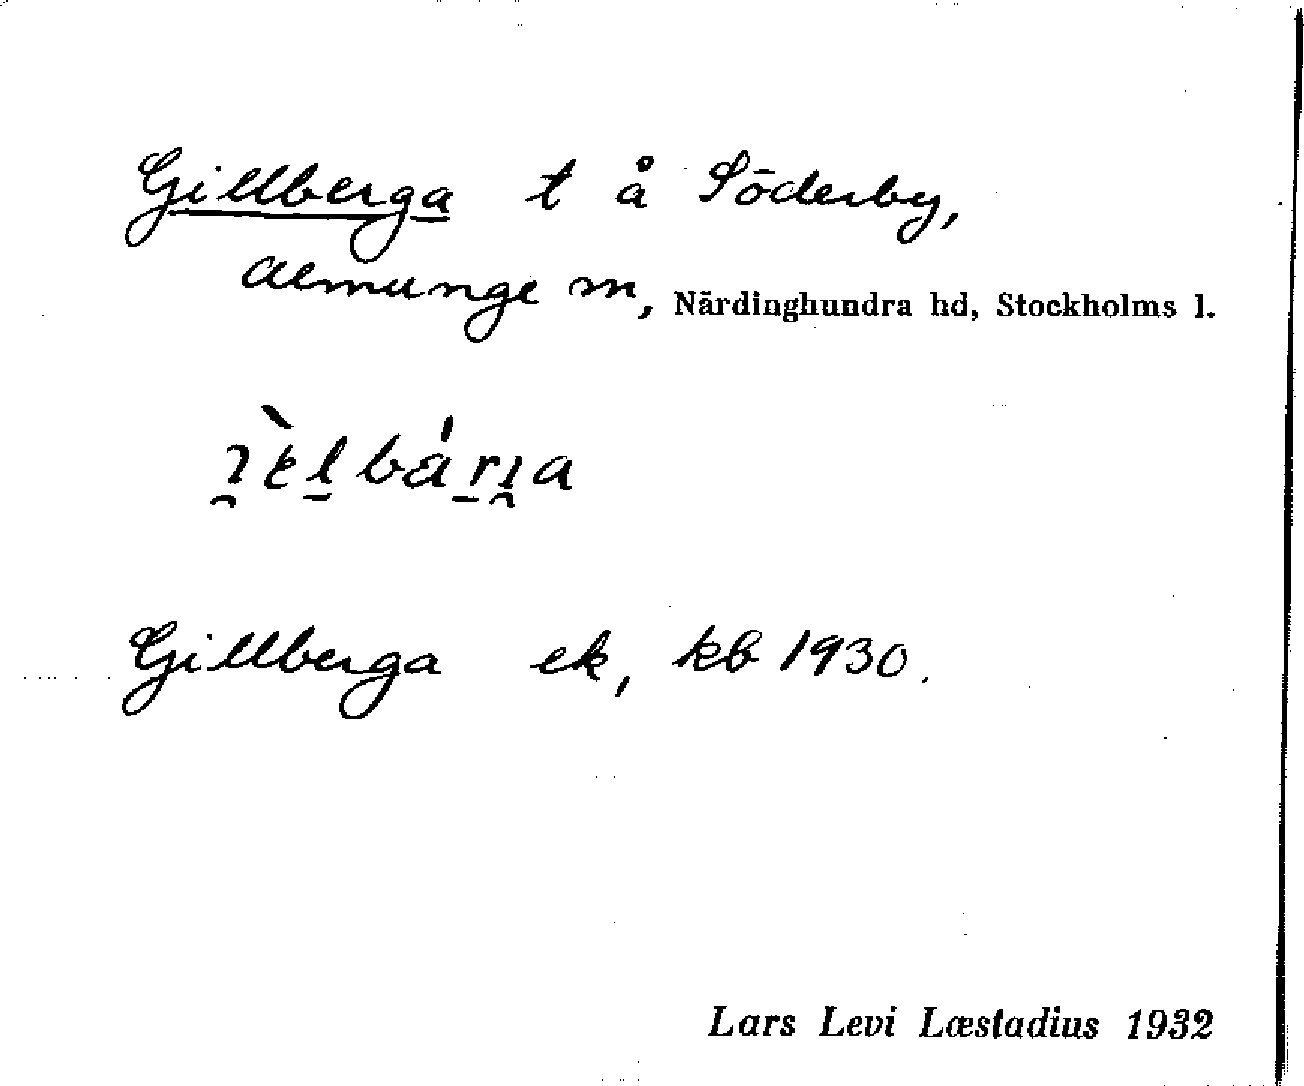 Gillberga t å Söderby,
Almunge sn, Närdinghundra hd, Stockholms l.
Gillberga ek, kb 1930.
Lars Levi Læstadius 1932